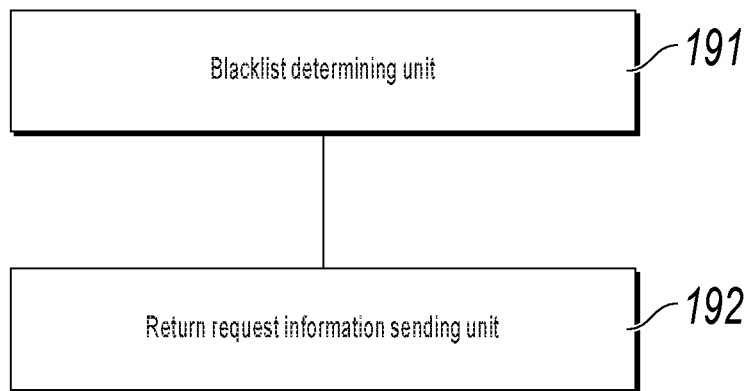 Blacklist determining unit
191
Return request information sending unit
192